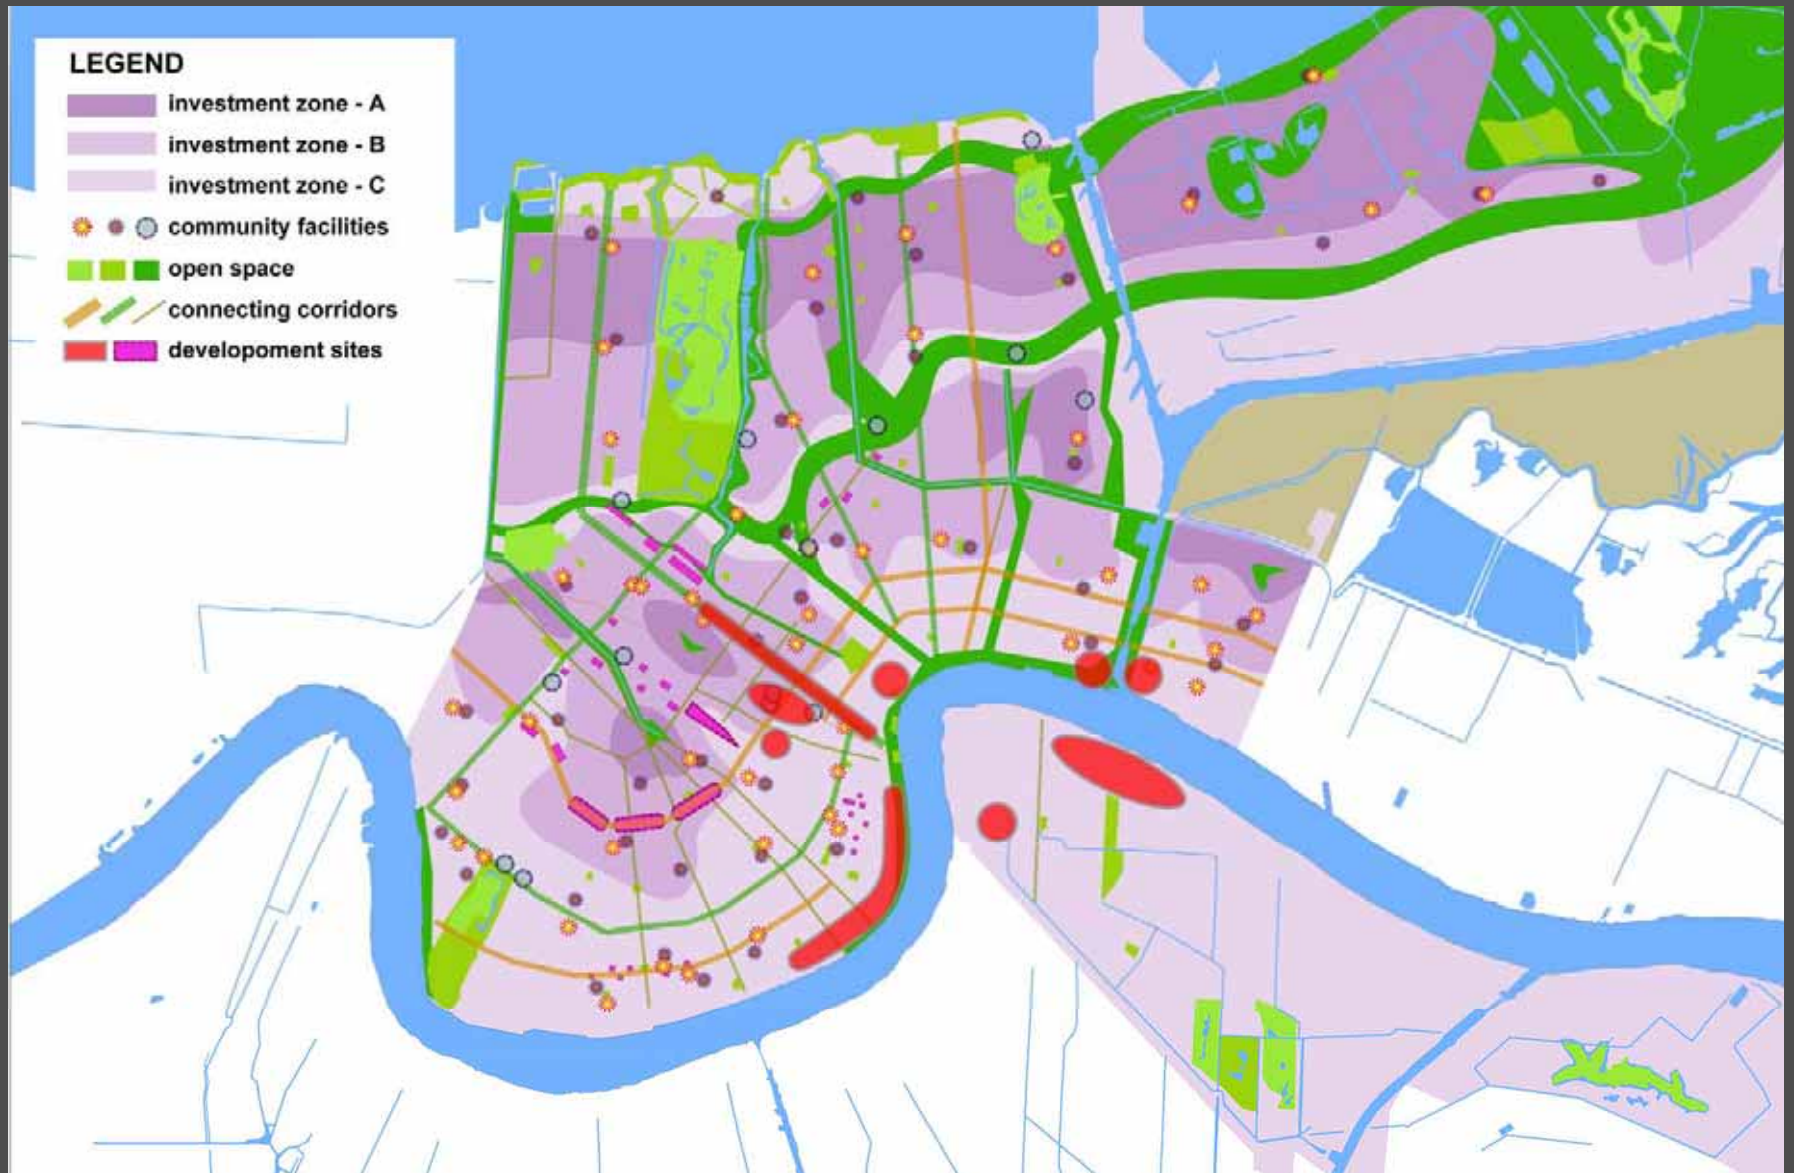 LEGEND
investment zone - A
investment zone - B
investment zone - C
community facilities
open space
connecting corridors
developoment sites